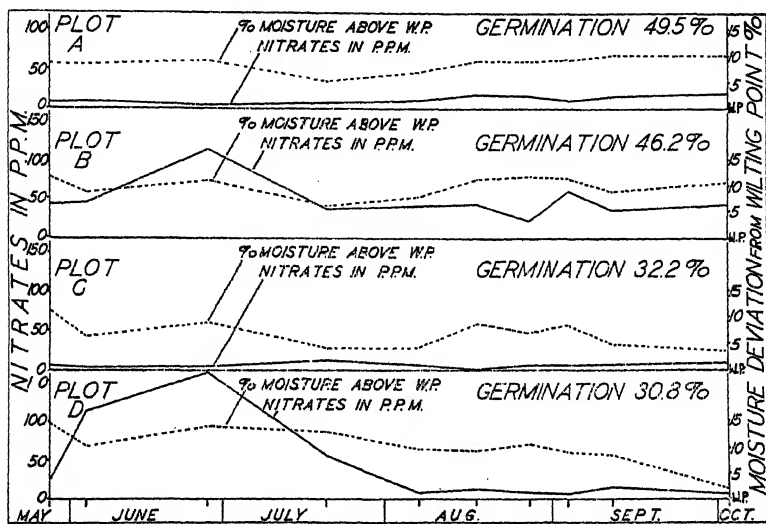 NITRATES IN P.P.M.
MOISTURE DEVIATION FROM WILTING POINT %
PLOT A
% MOISTURE ABOVE W.P.
NITRATES IN P.P.M.
GERMINATION 49.5%
100
50
0
15
10
5
W.P.
PLOT B
% MOISTURE ABOVE W.P.
NITRATES IN P.P.M.
GERMINATION 46.2%
150
100
50
0
15
10
5
W.P.
PLOT C
% MOISTURE ABOVE W.P.
NITRATES IN P.P.M.
GERMINATION 32.2%
150
100
50
0
15
10
5
W.P.
PLOT D
% MOISTURE ABOVE W.P.
NITRATES IN P.P.M.
GERMINATION 30.8%
100
50
0
15
10
5
W.P.
MAY JUNE JULY AUG. SEPT. OCT.